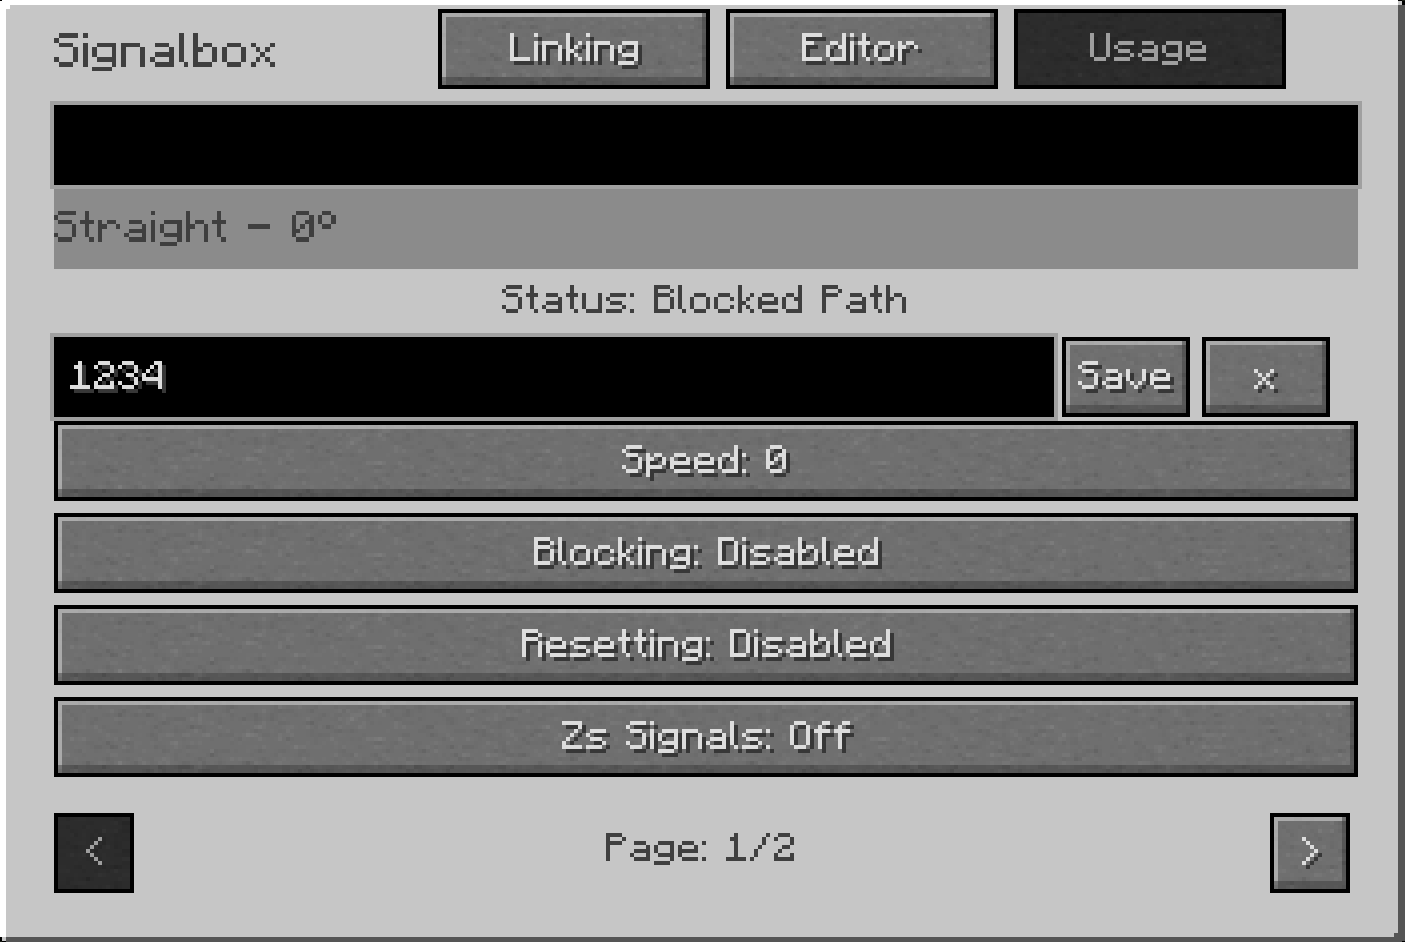 Signalbox Linking Editor Usage
Straight - 0º
Status: Blocked Path
1234 Save x
Speed: 0
Blocking: Disabled
Resetting: Disabled
Zs Signals: Off
< Page: 1/2 >